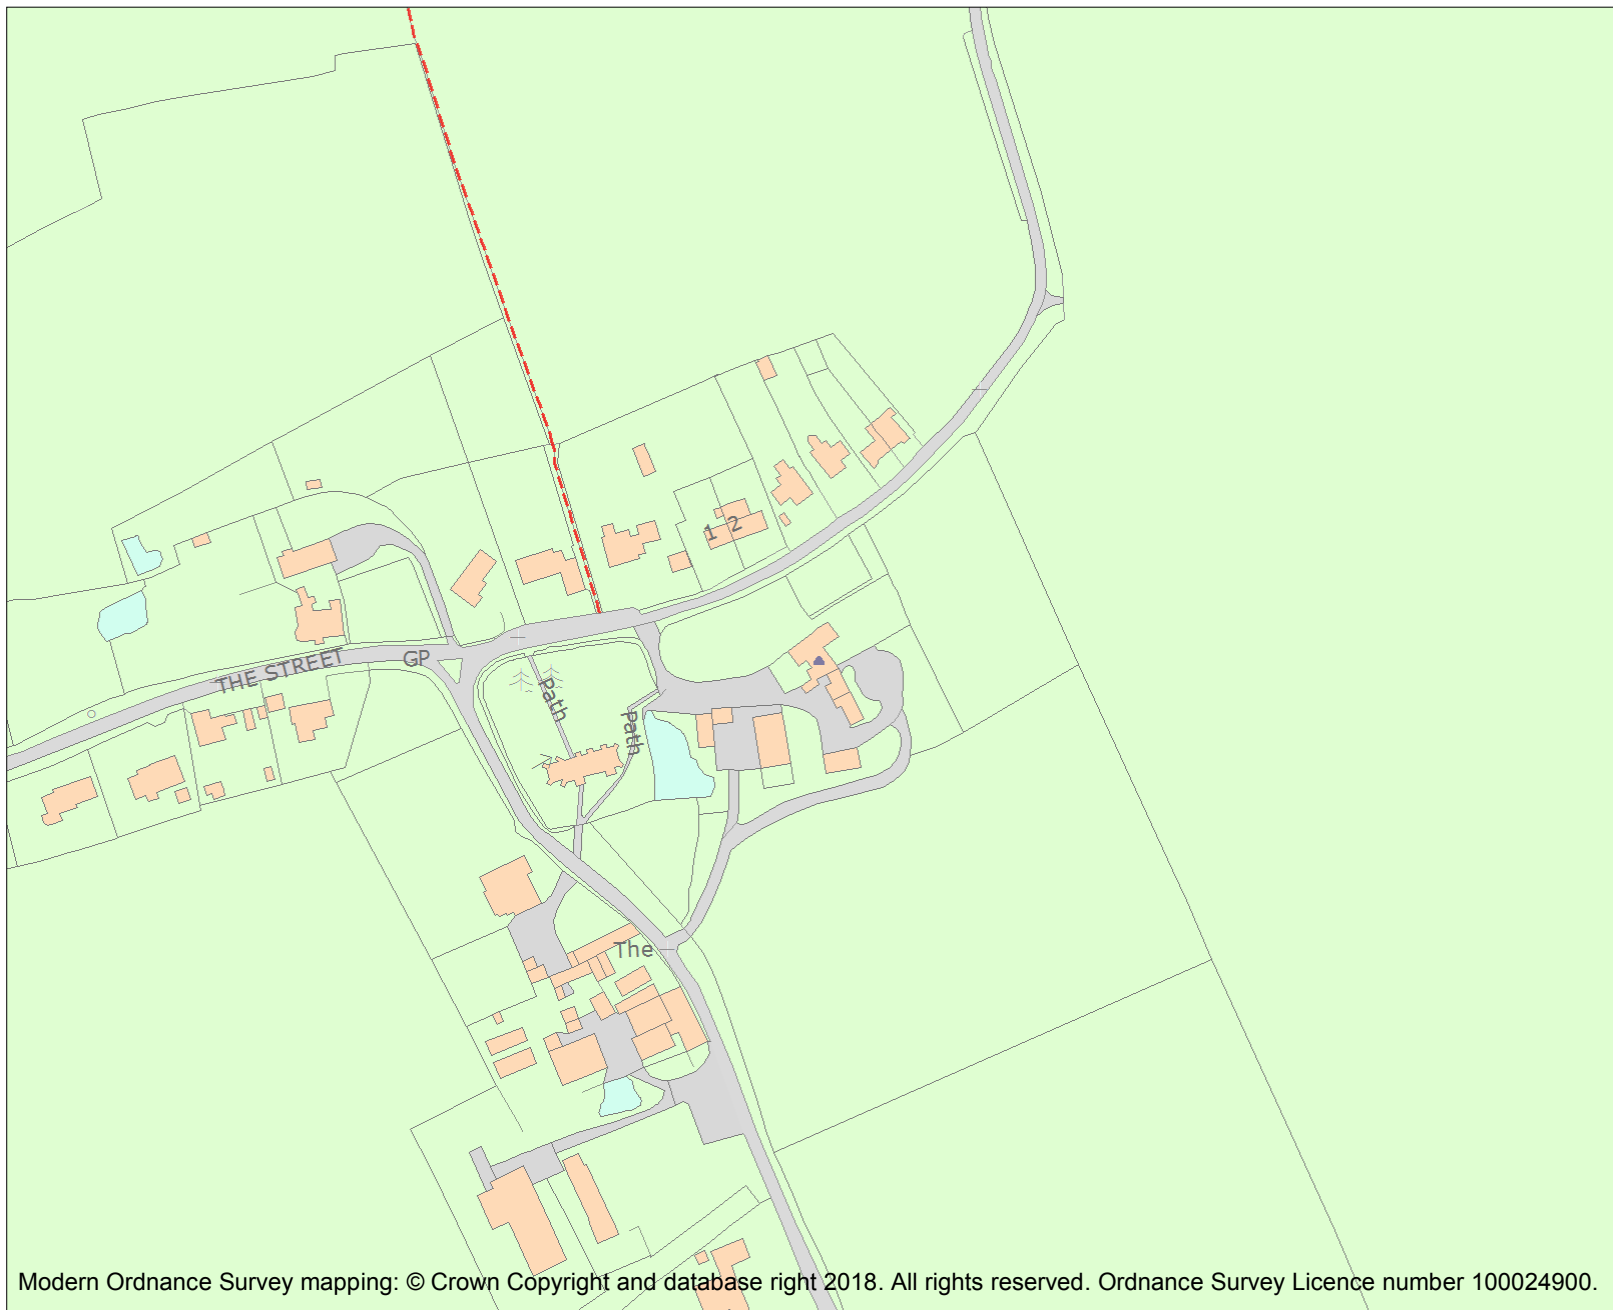 1 2
THE STREET
GP
Path
Path
The
Modern Ordnance Survey mapping: © Crown Copyright and database right 2018. All rights reserved. Ordnance Survey Licence number 100024900.